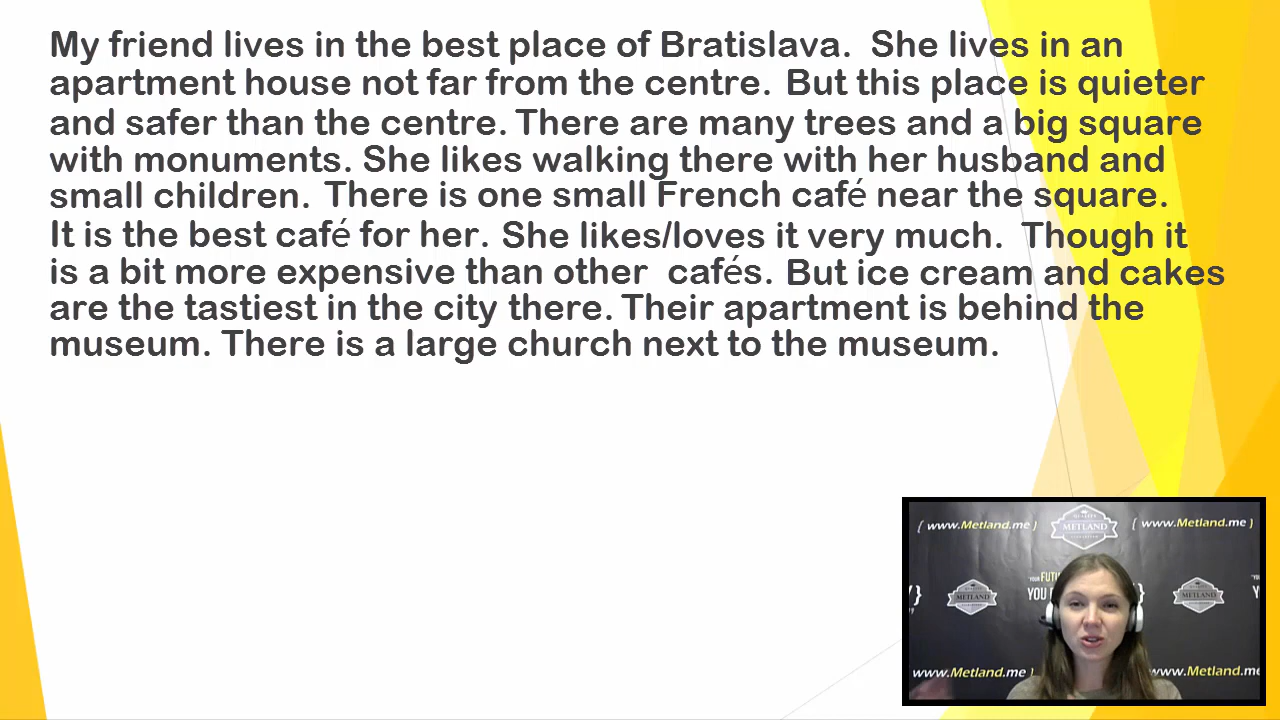 My friend lives in the best place of Bratislava. She lives in an
apartment house not far from the centre. But this place is quieter
and safer than the centre. There are many trees and a big square
with monuments. She likes walking there with her husband and
small children. There is one small French café near the square.
It is the best café for her. She likes/loves it very much. Though it
is a bit more expensive than other cafés. But ice cream and cakes
are the tastiest in the city there. Their apartment is behind the
museum. There is a large church next to the museum.
{ www.Metland.me )
METLAND
( www.Metland.me }
METLAND
YOUR FUTU
YOU
METLAND
www.Metland.me )
www.Metland.me )